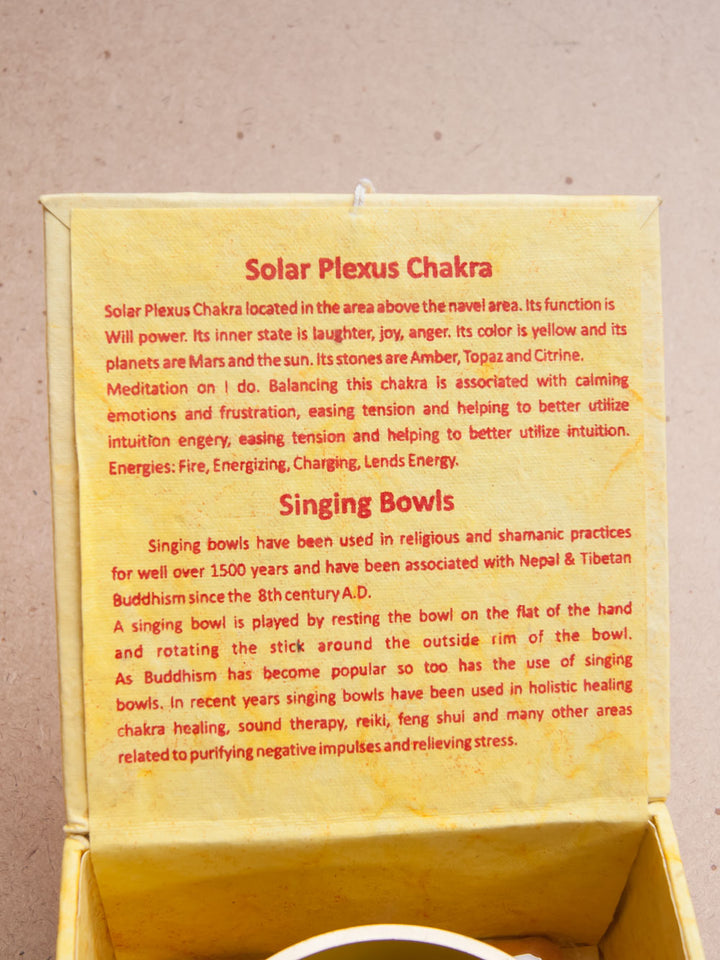 Solar Plexus Chakra
Solar Plexus Chakra located in the area above the navel area. Its function is
Will power. Its inner state is laughter, joy, anger. Its color is yellow and its
planets are Mars and the sun. Its stones are Amber, Topaz and Citrine.
Meditation on I do. Balancing this chakra is associated with calming
emotions and frustration, easing tension and helping to better utilize
intuition engery, easing tension and helping to better utilize intuition.
Energies: Fire, Energizing, Charging, Lends Energy.
Singing Bowls
Singing bowls have been used in religious and shamanic practices
for well over 1500 years and have been associated with Nepal & Tibetan
Buddhism since the 8th century A.D.
A singing bowl is played by resting the bowl on the flat of the hand
and rotating the stick around the outside rim of the bowl.
As Buddhism has become popular so too has the use of singing
bowls. In recent years singing bowls have been used in holistic healing
chakra healing, sound therapy, reiki, feng shui and many other areas
related to purifying negative impulses and relieving stress.